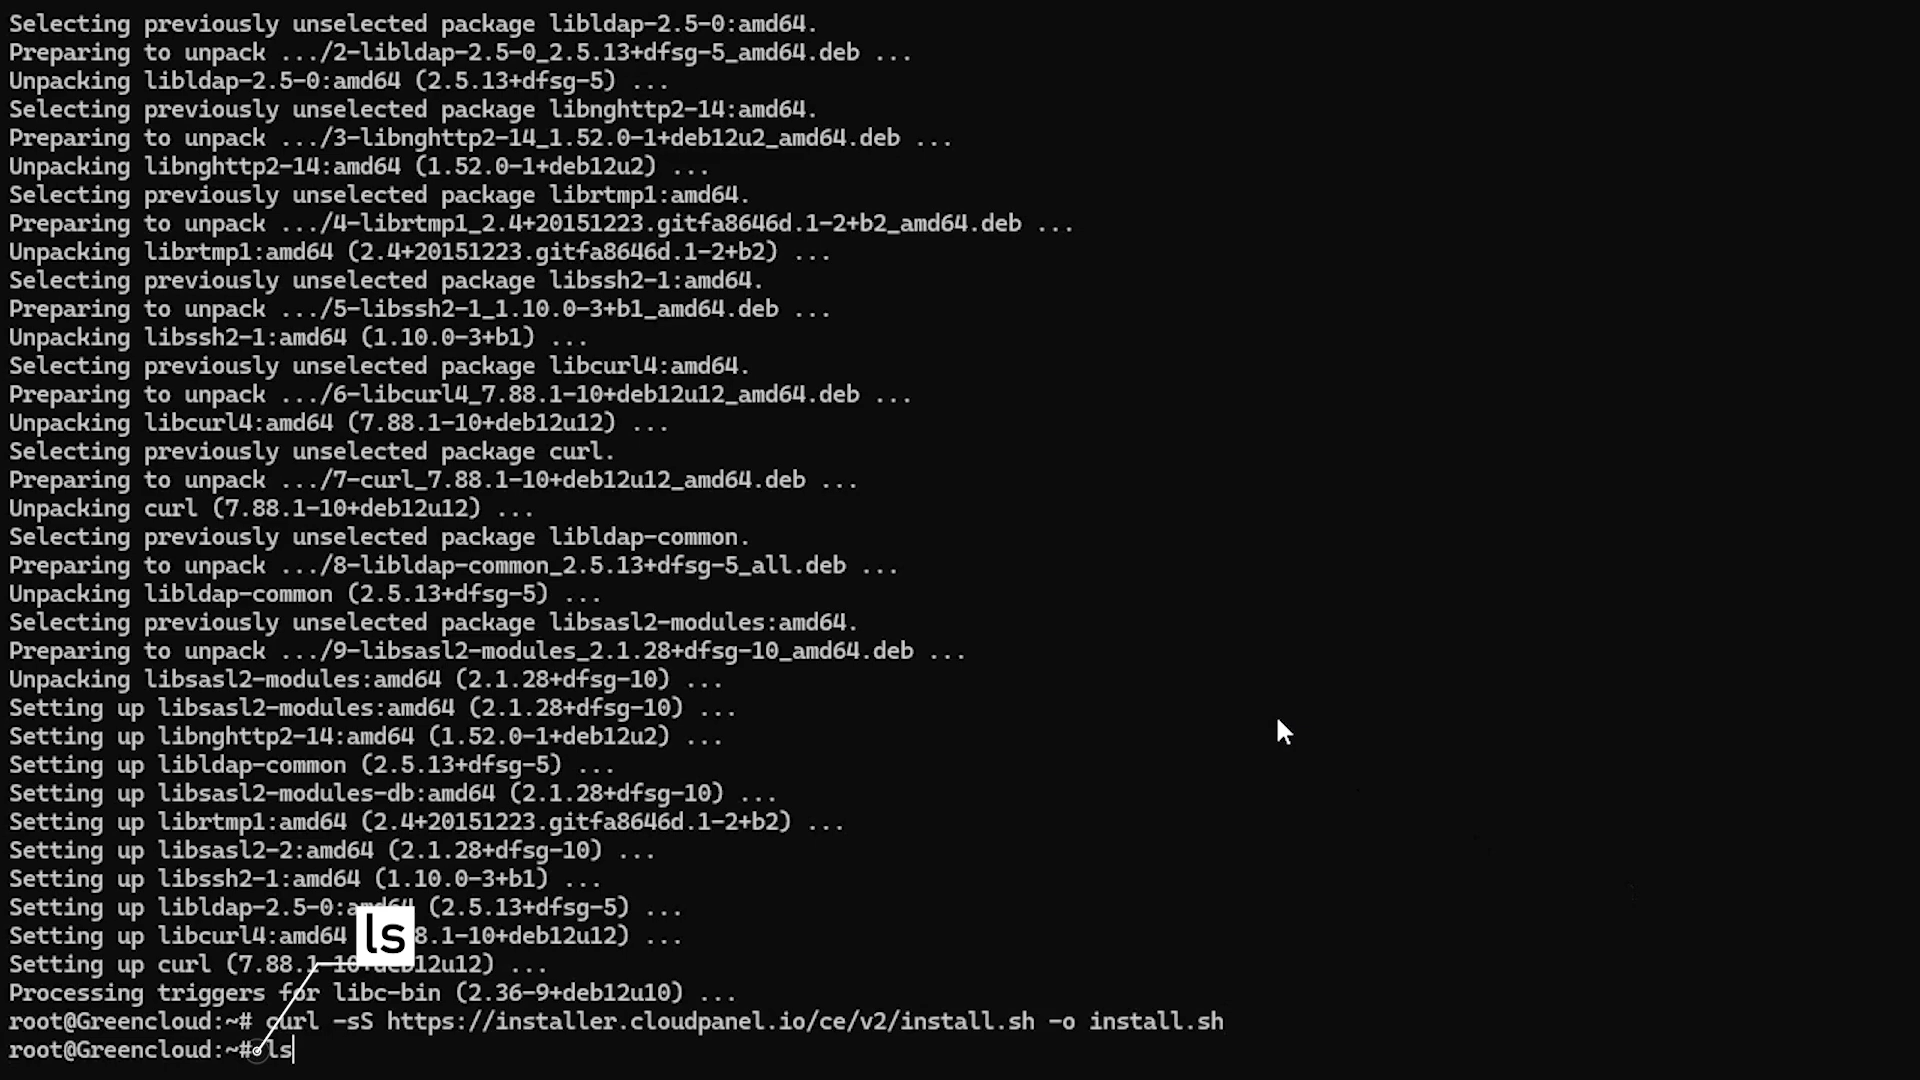 Selecting previously unselected package libldap-2.5-0:amd64.
Preparing to unpack .../2-libldap-2.5-0_2.5.13+dfsg-5_amd64.deb ...
Unpacking libldap-2.5-0:amd64 (2.5.13+dfsg-5) ...
Selecting previously unselected package libnghttp2-14:amd64.
Preparing to unpack .../3-libnghttp2-14_1.52.0-1+deb12u2_amd64.deb ...
Unpacking libnghttp2-14:amd64 (1.52.0-1+deb12u2) ...
Selecting previously unselected package librtmp1:amd64.
Preparing to unpack .../4-librtmp1_2.4+20151223.gitfa8646d.1-2+b2_amd64.deb ...
Unpacking librtmp1:amd64 (2.4+20151223.gitfa8646d.1-2+b2) ...
Selecting previously unselected package libssh2-1:amd64.
Preparing to unpack .../5-libssh2-1_1.10.0-3+b1_amd64.deb ...
Unpacking libssh2-1:amd64 (1.10.0-3+b1) ...
Selecting previously unselected package libcurl4:amd64.
Preparing to unpack .../6-libcurl4_7.88.1-10+deb12u12_amd64.deb ...
Unpacking libcurl4:amd64 (7.88.1-10+deb12u12) ...
Selecting previously unselected package curl.
Preparing to unpack .../7-curl_7.88.1-10+deb12u12_amd64.deb ...
Unpacking curl (7.88.1-10+deb12u12) ...
Selecting previously unselected package libldap-common.
Preparing to unpack .../8-libldap-common_2.5.13+dfsg-5_all.deb ...
Unpacking libldap-common (2.5.13+dfsg-5) ...
Selecting previously unselected package libsasl2-modules:amd64.
Preparing to unpack .../9-libsasl2-modules_2.1.28+dfsg-10_amd64.deb ...
Unpacking libsasl2-modules:amd64 (2.1.28+dfsg-10) ...
Setting up libsasl2-modules:amd64 (2.1.28+dfsg-10) ...
Setting up libnghttp2-14:amd64 (1.52.0-1+deb12u2) ...
Setting up libldap-common (2.5.13+dfsg-5) ...
Setting up libsasl2-modules-db:amd64 (2.1.28+dfsg-10) ...
Setting up librtmp1:amd64 (2.4+20151223.gitfa8646d.1-2+b2) ...
Setting up libsasl2-2:amd64 (2.1.28+dfsg-10) ...
Setting up libssh2-1:amd64 (1.10.0-3+b1) ...
Setting up libldap-2.5-0:amd64 (2.5.13+dfsg-5) ...
Setting up libcurl4:amd64 8.1-10+deb12u12) ...
ls
Setting up curl (7.88.1-10+deb12u12) ...
Processing triggers for libc-bin (2.36-9+deb12u10) ...
root@Greencloud:~# curl -sS https://installer.cloudpanel.io/ce/v2/install.sh -o install.sh
root@Greencloud:~# ls